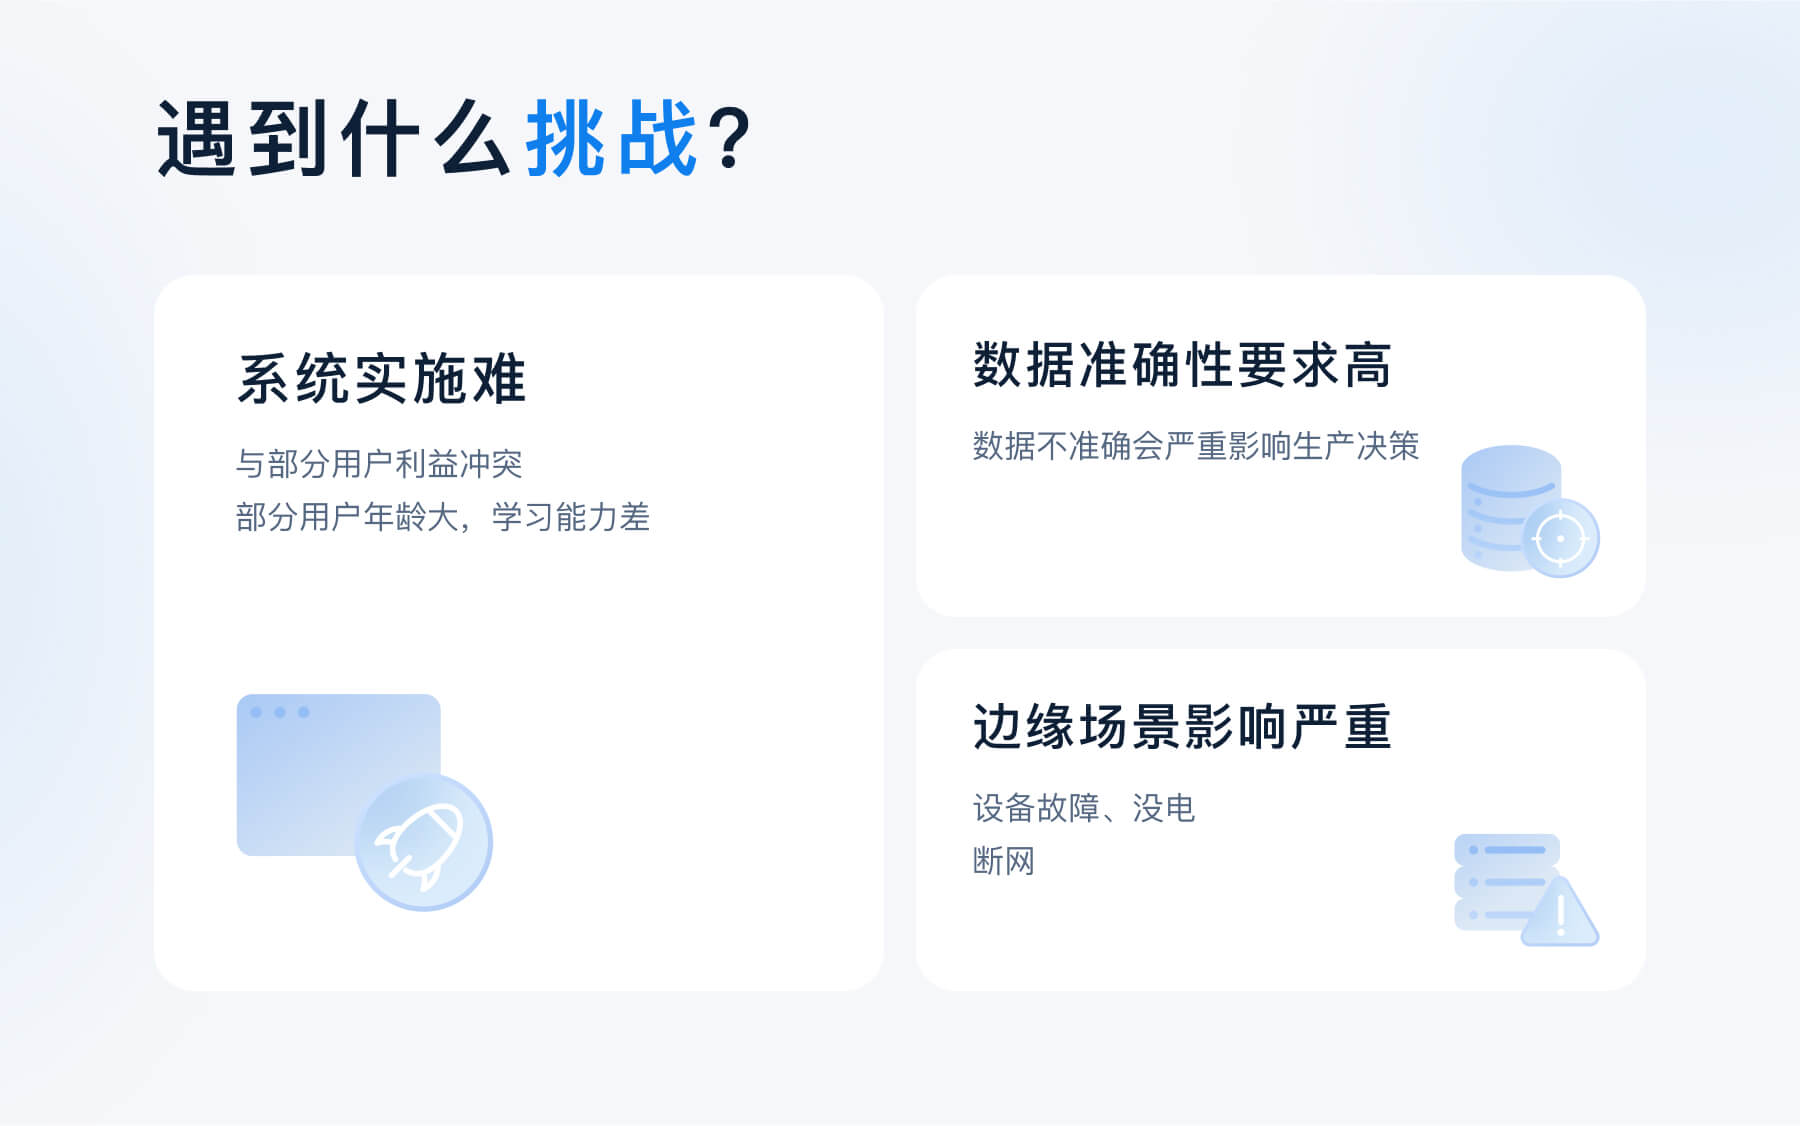 遇到什么挑战?
系统实施难
与部分用户利益冲突
部分用户年龄大，学习能力差
数据准确性要求高
数据不准确会严重影响生产决策
边缘场景影响严重
设备故障、没电
断网